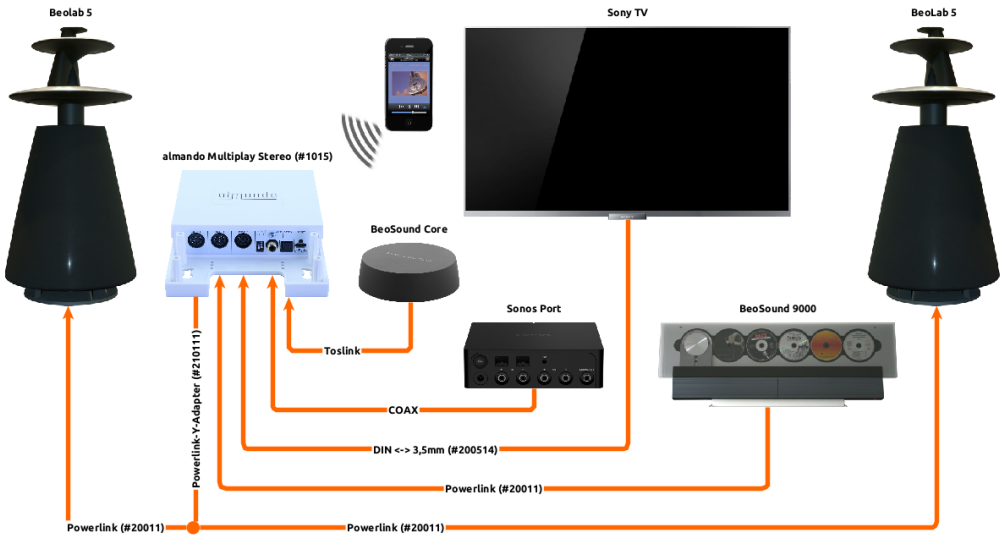 Beolab 5
Sony TV
BeoLab 5
almando Multiplay Stereo (#1015)
almando
BeoSound Core
Sonos Port
BeoSound 9000
Toslink
COAX
Powerlink-Y-Adapter (#210111)
DIN <-> 3,5mm (#200514)
Powerlink (#20011)
Powerlink (#20011)
Powerlink (#20011)